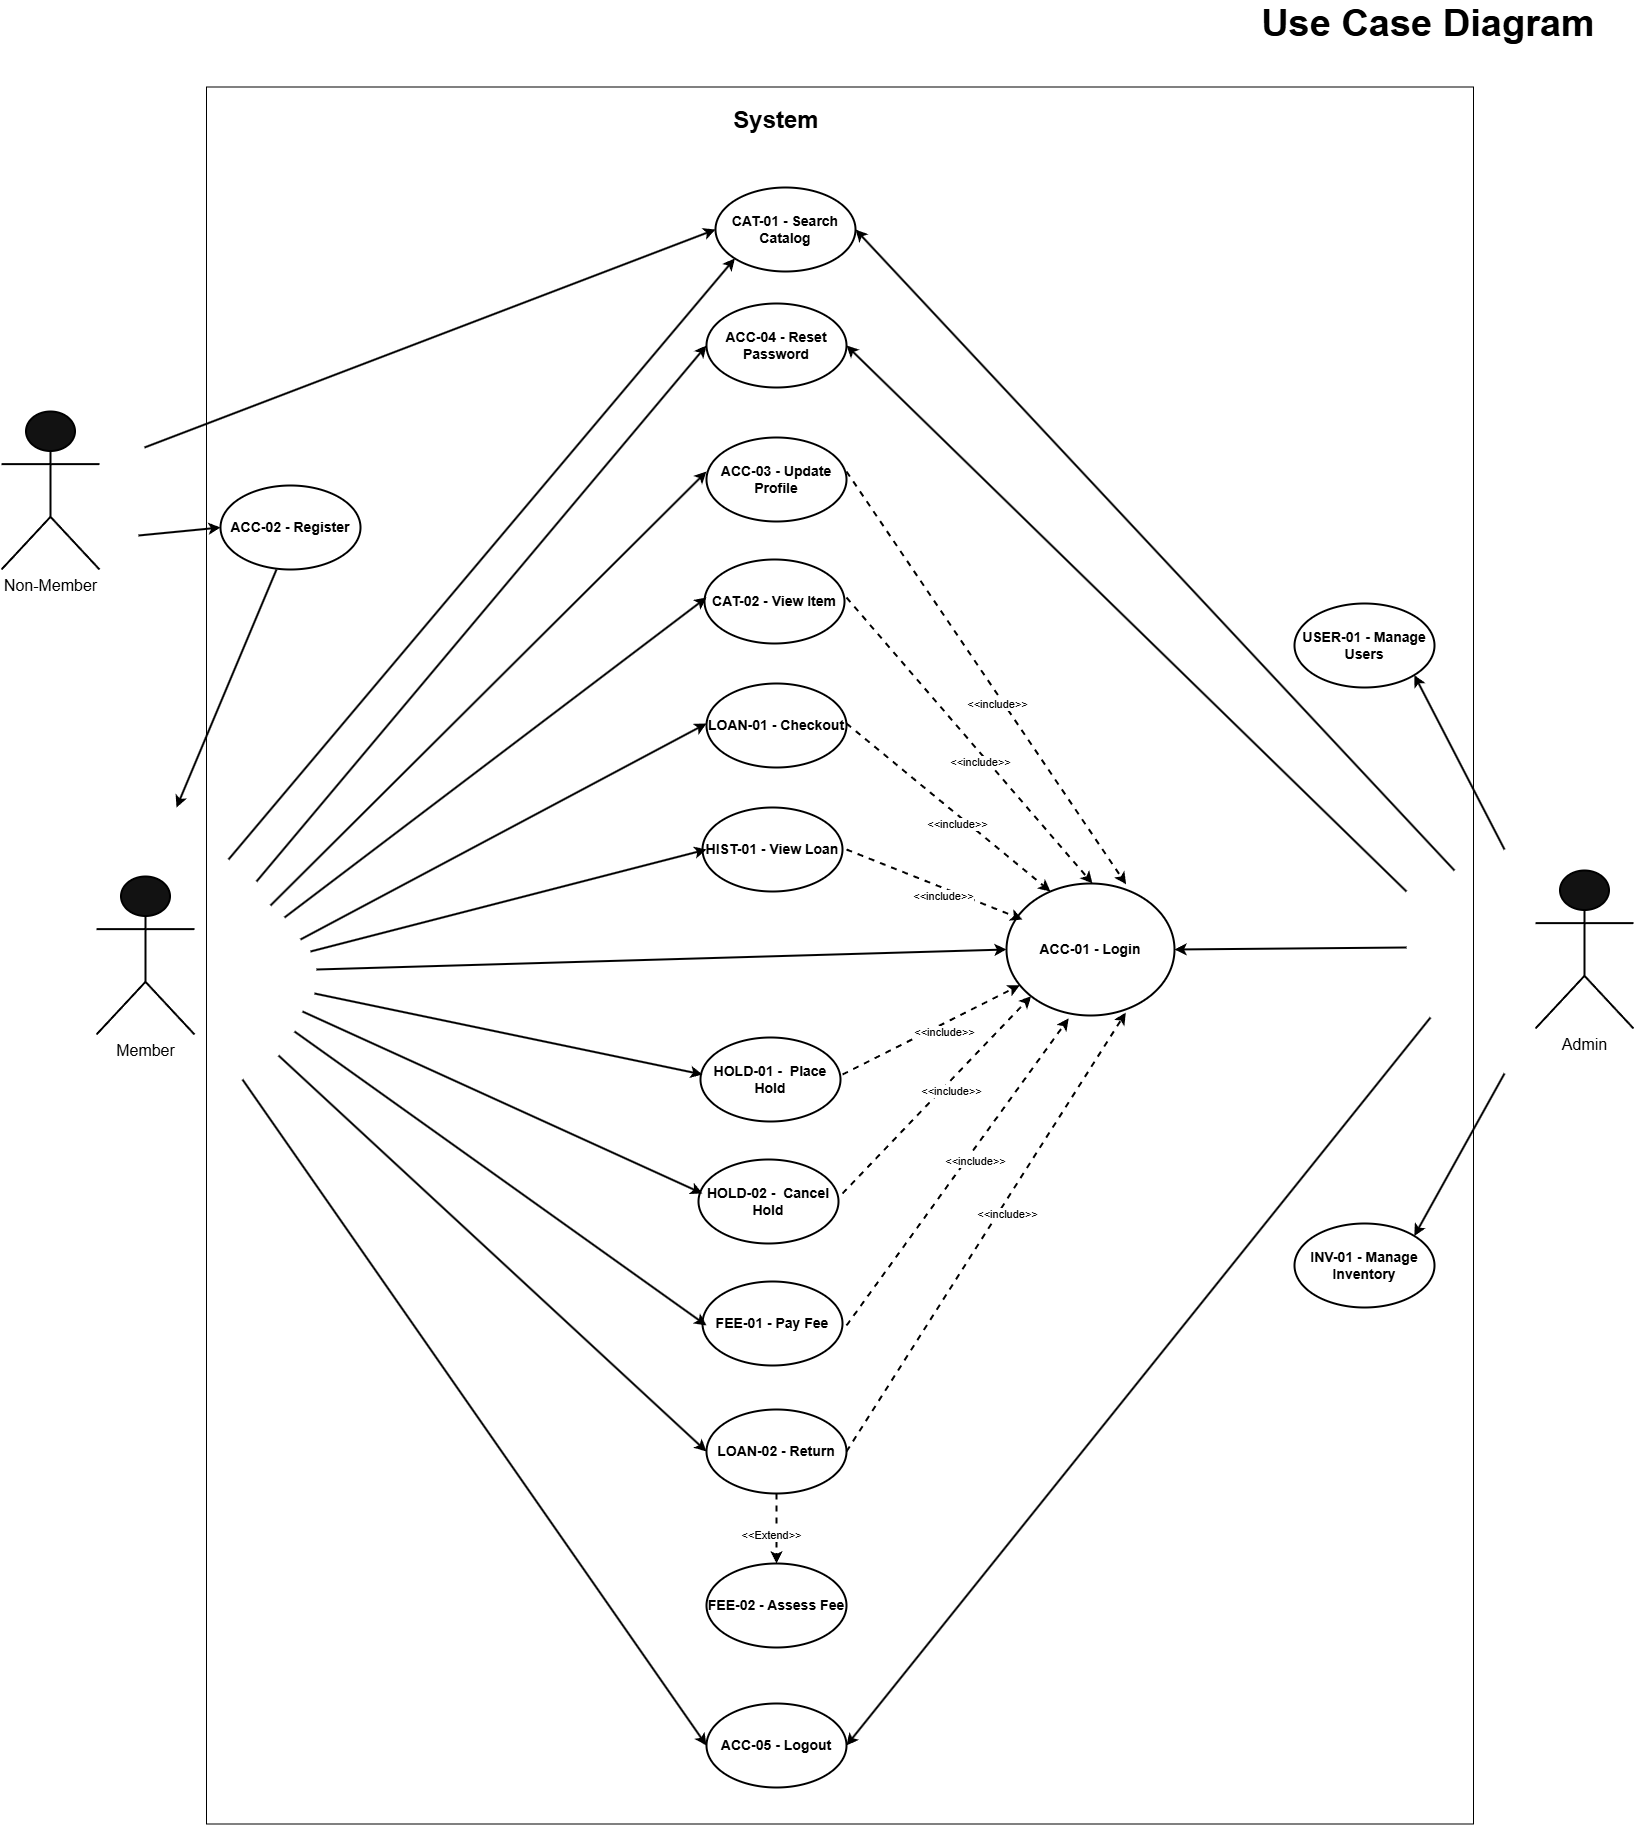 Use Case Diagram
System
CAT-01 - Search
Catalog
ACC-04 - Reset
Password
ACC-03 - Update
Profile
ACC-02 - Register
Non-Member
CAT-02 - View Item
USER-01 - Manage
Users
<<include>>
LOAN-01 - Checkout
<<include>>
<<include>>
HIST-01 - View Loan
<<include>>
ACC-01 - Login
Member
Admin
<<include>>
HOLD-01 -  Place
Hold
<<include>>
<<include>>
HOLD-02 -  Cancel
Hold
<<include>>
INV-01 - Manage
Inventory
FEE-01 - Pay Fee
LOAN-02 - Return
<<Extend>>
FEE-02 - Assess Fee
ACC-05 - Logout